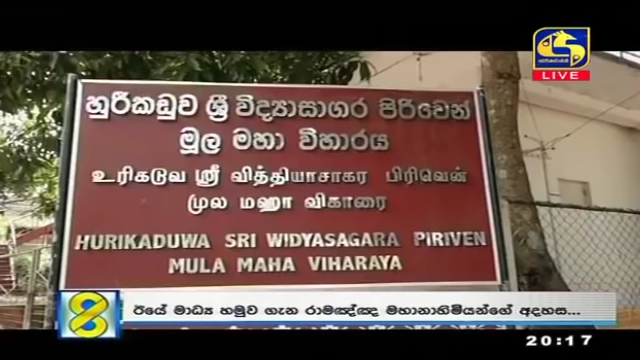 LIVE
හුරීකඩුව ශ්‍රී විද්‍යාසාගර පිරිවෙන්
මූල මහා විහාරය
உரிகடுவ ஸ்ரீ வித்தியாசாகர பிரிவென்
முல மஹா விகாரை
HURIKADUWA SRI WIDYASAGARA PIRIVEN
MULA MAHA VIHARAYA
8 ඊයේ මාධ්‍ය හමුව ගැන රාමඤ්ඤ මහානාහිමියන්ගේ අදහස...
20:17